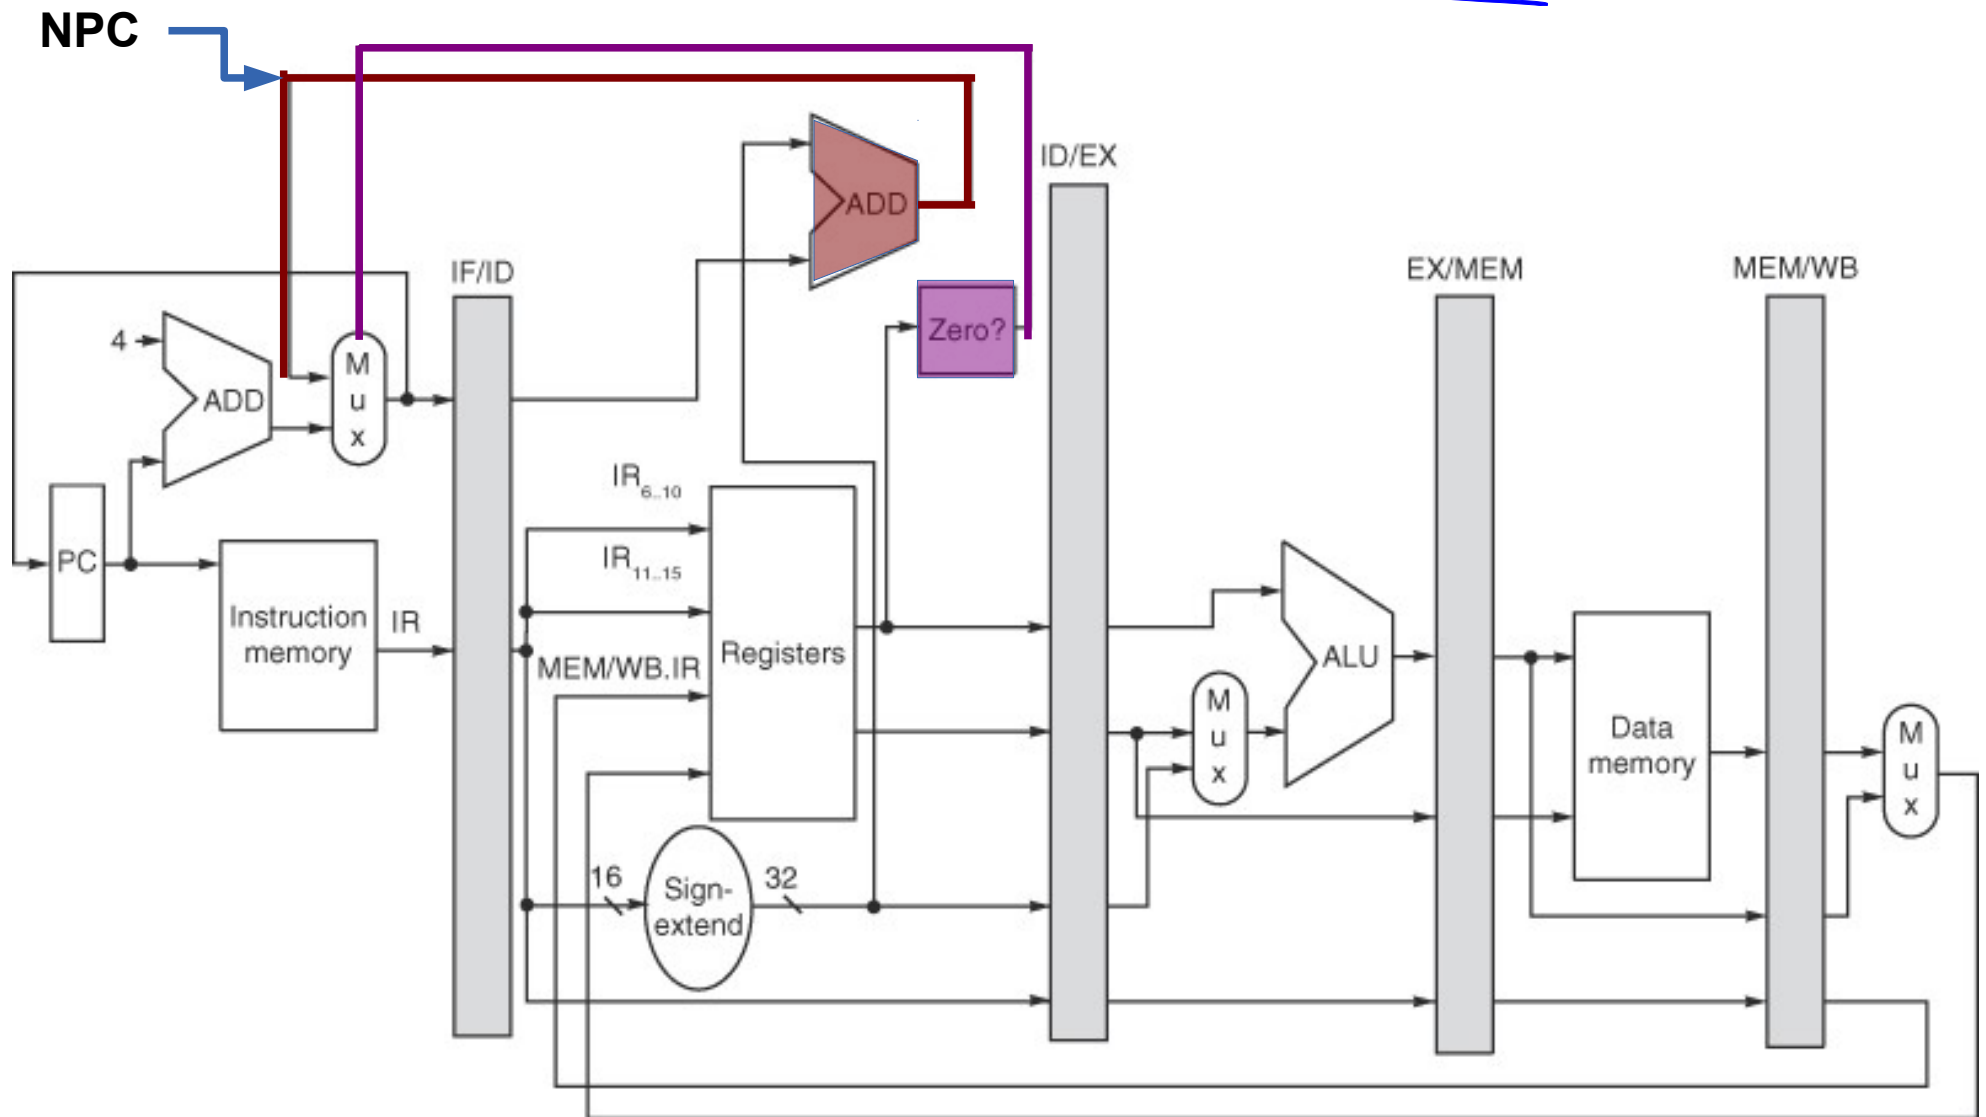 NPC
ID/EX
ADD
IF/ID
EX/MEM
MEM/WB
Zero?
4
M
u
x
ADD
IR6..10
PC
IR11..15
Instruction
memory
IR
MEM/WB.IR
Registers
ALU
M
u
x
Data
memory
M
u
x
16
Sign-
extend
32